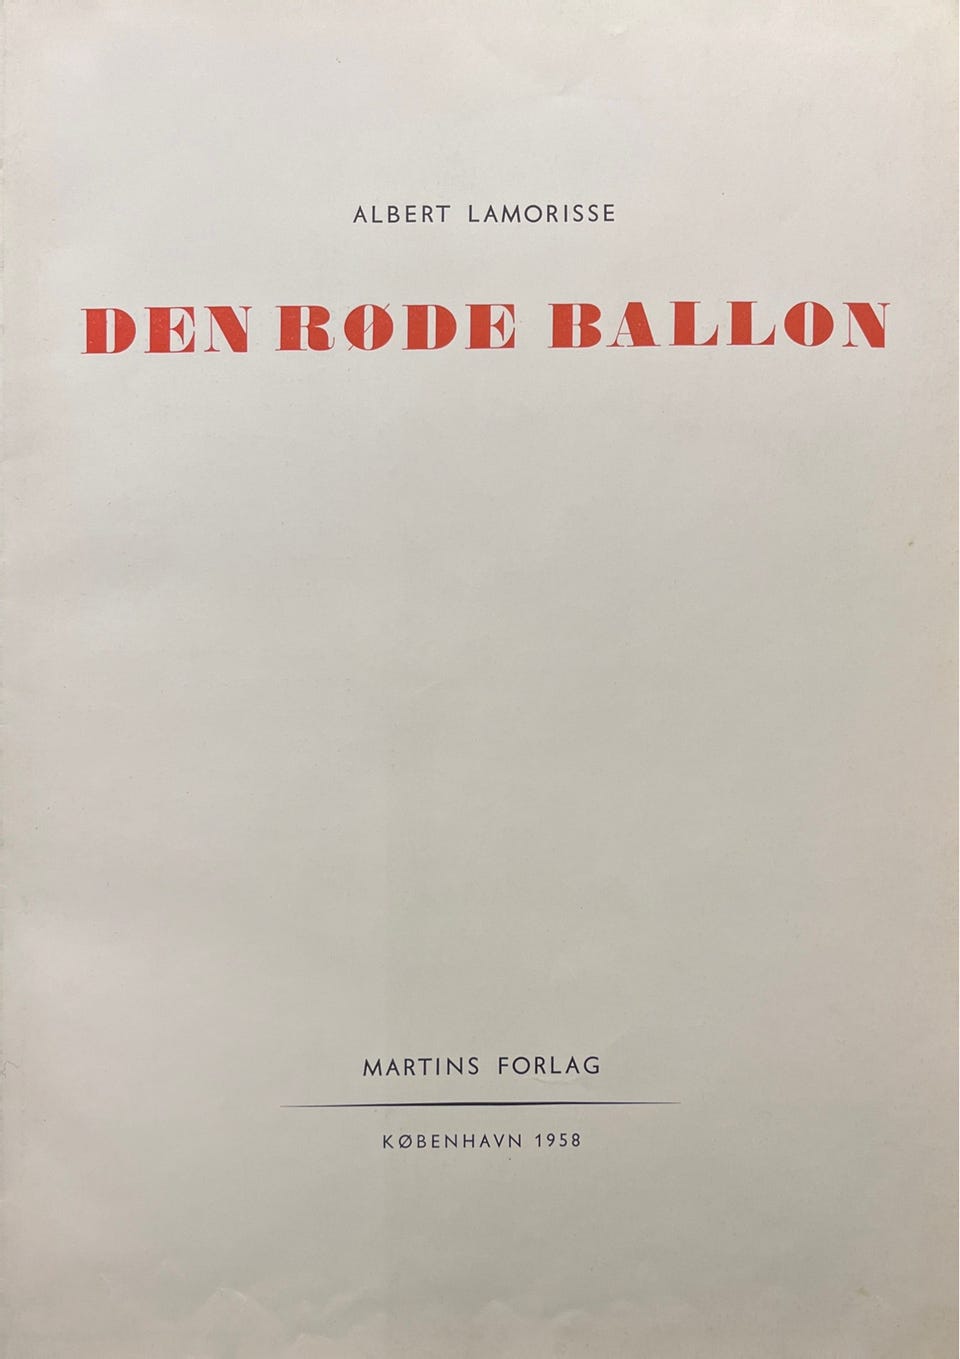 ALBERT LAMORISSE
DEN RØDE BALLON
MARTINS FORLAG
KØBENHAVN 1958